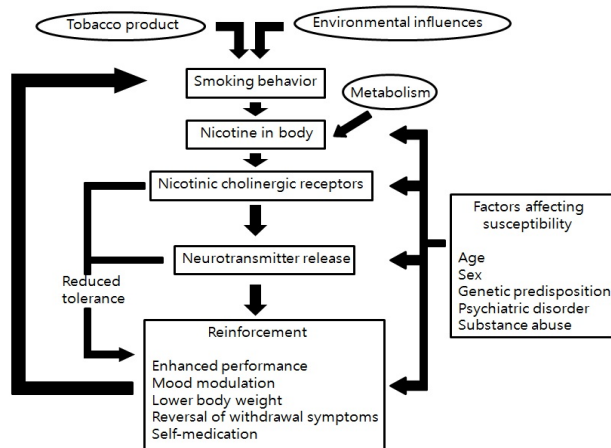 Tobacco product
Environmental influences
Smoking behavior
Metabolism
Nicotine in body
Nicotinic cholinergic receptors
Factors affecting
susceptibility
Age
Sex
Genetic predisposition
Psychiatric disorder
Substance abuse
Neurotransmitter release
Reduced
tolerance
Reinforcement
Enhanced performance
Mood modulation
Lower body weight
Reversal of withdrawal symptoms
Self-medication